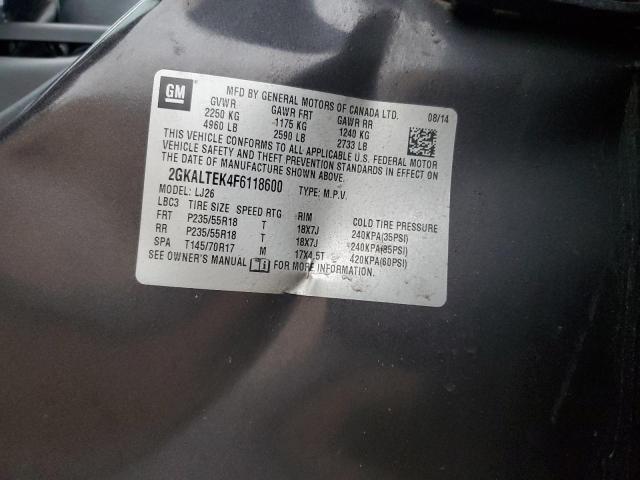 GM
MFD BY GENERAL MOTORS OF CANADA LTD.
GVWR GAWR FRT GAWR RR 08/14
2250 KG 1175 KG 1240 KG
4960 LB 2590 LB 2733 LB
THIS VEHICLE CONFORMS TO ALL APPLICABLE U.S. FEDERAL MOTOR
VEHICLE SAFETY AND THEFT PREVENTION STANDARDS IN EFFECT ON
THE DATE OF MANUFACTURE SHOWN ABOVE.
2GKALTEK4F6118600 TYPE: M.P.V.
MODEL: LJ26
LBC3 TIRE SIZE SPEED RTG RIM COLD TIRE PRESSURE
FRT P235/55R18 T 18X7J 240KPA(35PSI)
RR P235/55R18 T 18X7J 240KPA(35PSI)
SPA T145/70R17 M 17X4.5T 420KPA(60PSI)
SEE OWNER'S MANUAL FOR MORE INFORMATION.